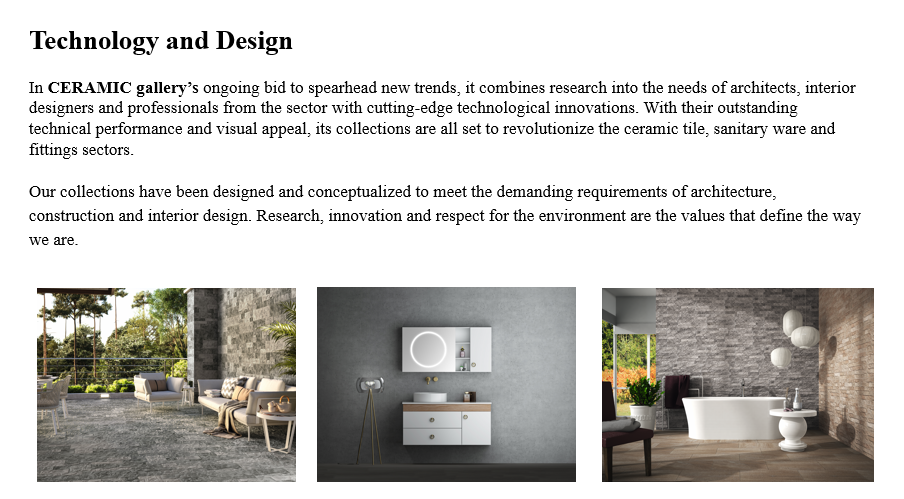 Technology and Design
In CERAMIC gallery’s ongoing bid to spearhead new trends, it combines research into the needs of architects, interior
designers and professionals from the sector with cutting-edge technological innovations. With their outstanding
technical performance and visual appeal, its collections are all set to revolutionize the ceramic tile, sanitary ware and
fittings sectors.
Our collections have been designed and conceptualized to meet the demanding requirements of architecture,
construction and interior design. Research, innovation and respect for the environment are the values that define the way
we are.